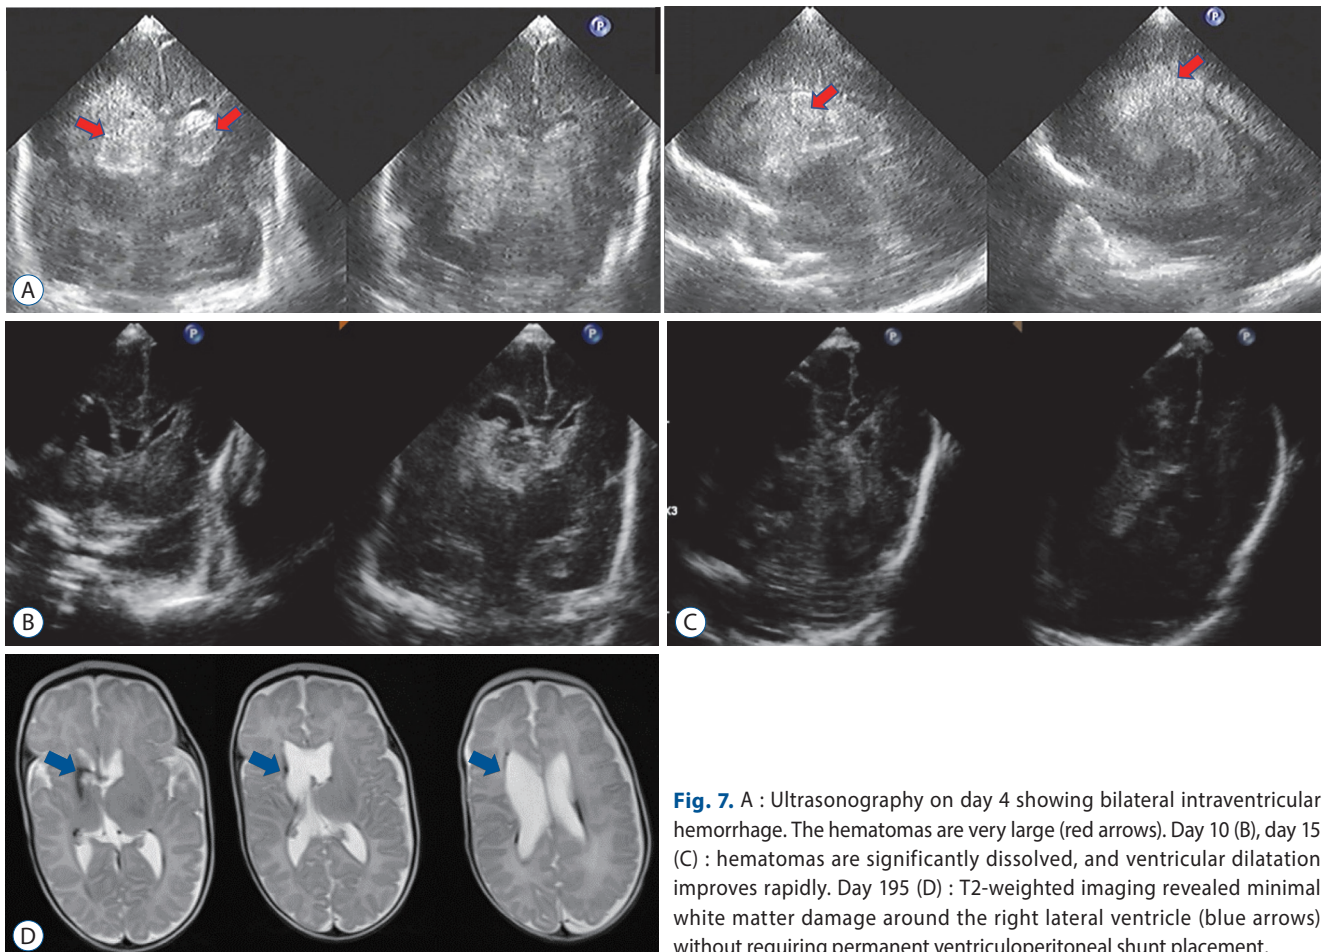 P
P
A
P
P
P
P
X3
B
C
D
Fig. 7. A : Ultrasonography on day 4 showing bilateral intraventricular
hemorrhage. The hematomas are very large (red arrows). Day 10 (B), day 15
(C) : hematomas are significantly dissolved, and ventricular dilatation
improves rapidly. Day 195 (D) : T2-weighted imaging revealed minimal
white matter damage around the right lateral ventricle (blue arrows)
without requiring permanent ventriculoperitoneal shunt placement.